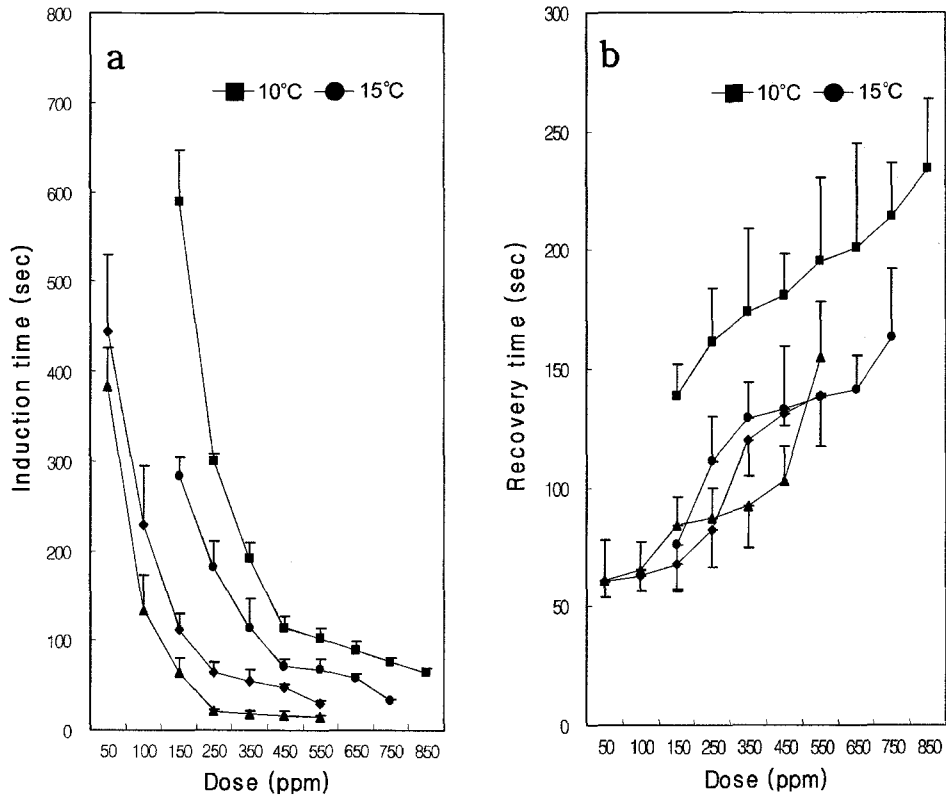 a
10°C 15°C
800
700
600
500
400
300
200
100
0
Induction time (sec)
50 100 150 250 350 450 550 650 750 850
Dose (ppm)
b
10°C 15°C
300
250
200
150
100
50
0
Recovery time (sec)
50 100 150 250 350 450 550 650 750 850
Dose (ppm)